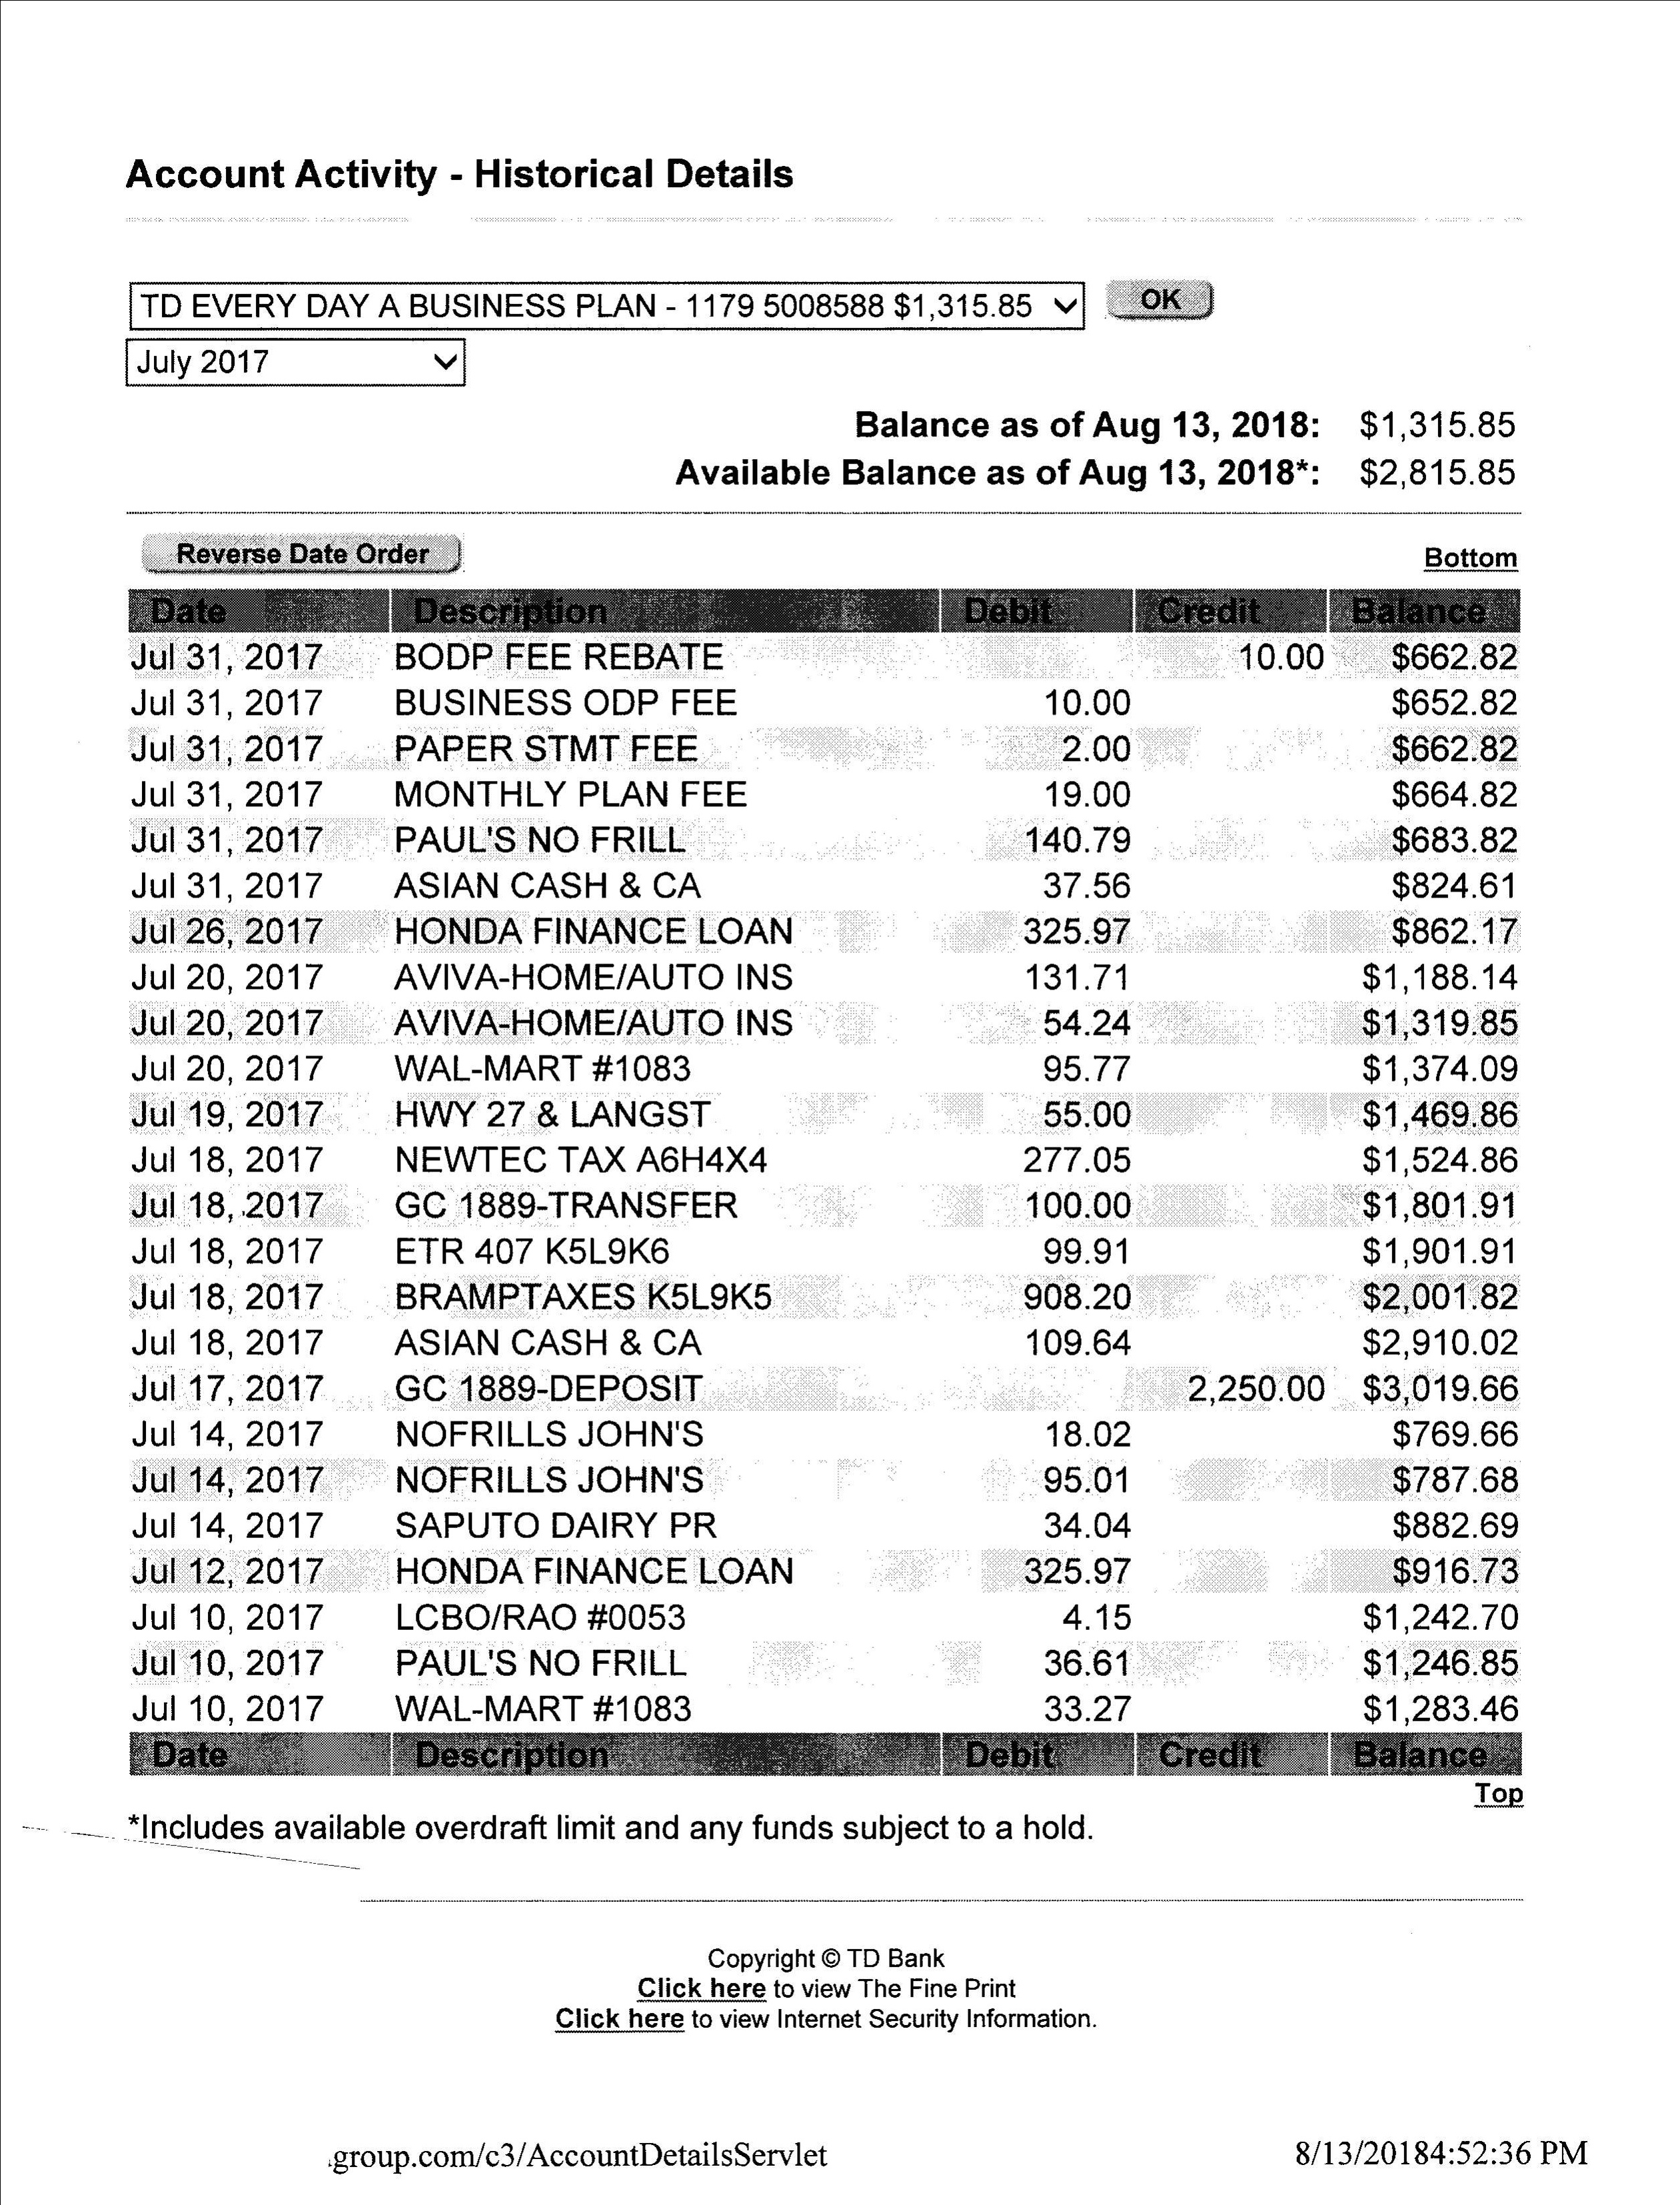 Account Activity - Historical Details
TD EVERY DAY A BUSINESS PLAN - 1179 5008588 $1,315.85 OK
July 2017
Balance as of Aug 13, 2018: $1,315.85
Available Balance as of Aug 13, 2018*: $2,815.85
Reverse Date Order Bottom
Date Description Debit Credit Balance
Jul 31, 2017 BODP FEE REBATE 10.00 $662.82
Jul 31, 2017 BUSINESS ODP FEE 10.00 $652.82
Jul 31, 2017 PAPER STMT FEE 2.00 $662.82
Jul 31, 2017 MONTHLY PLAN FEE 19.00 $664.82
Jul 31, 2017 PAUL'S NO FRILL 140.79 $683.82
Jul 31, 2017 ASIAN CASH & CA 37.56 $824.61
Jul 26, 2017 HONDA FINANCE LOAN 325.97 $862.17
Jul 20, 2017 AVIVA-HOME/AUTO INS 131.71 $1,188.14
Jul 20, 2017 AVIVA-HOME/AUTO INS 54.24 $1,319.85
Jul 20, 2017 WAL-MART #1083 95.77 $1,374.09
Jul 19, 2017 HWY 27 & LANGST 55.00 $1,469.86
Jul 18, 2017 NEWTEC TAX A6H4X4 277.05 $1,524.86
Jul 18, 2017 GC 1889-TRANSFER 100.00 $1,801.91
Jul 18, 2017 ETR 407 K5L9K6 99.91 $1,901.91
Jul 18, 2017 BRAMPTAXES K5L9K5 908.20 $2,001.82
Jul 18, 2017 ASIAN CASH & CA 109.64 $2,910.02
Jul 17, 2017 GC 1889-DEPOSIT 2,250.00 $3,019.66
Jul 14, 2017 NOFRILLS JOHN'S 18.02 $769.66
Jul 14, 2017 NOFRILLS JOHN'S 95.01 $787.68
Jul 14, 2017 SAPUTO DAIRY PR 34.04 $882.69
Jul 12, 2017 HONDA FINANCE LOAN 325.97 $916.73
Jul 10, 2017 LCBO/RAO #0053 4.15 $1,242.70
Jul 10, 2017 PAUL'S NO FRILL 36.61 $1,246.85
Jul 10, 2017 WAL-MART #1083 33.27 $1,283.46
Date Description Debit Credit Balance
Top
*Includes available overdraft limit and any funds subject to a hold.
Copyright © TD Bank
Click here to view The Fine Print
Click here to view Internet Security Information.
.group.com/c3/AccountDetailsServlet 8/13/20184:52:36 PM